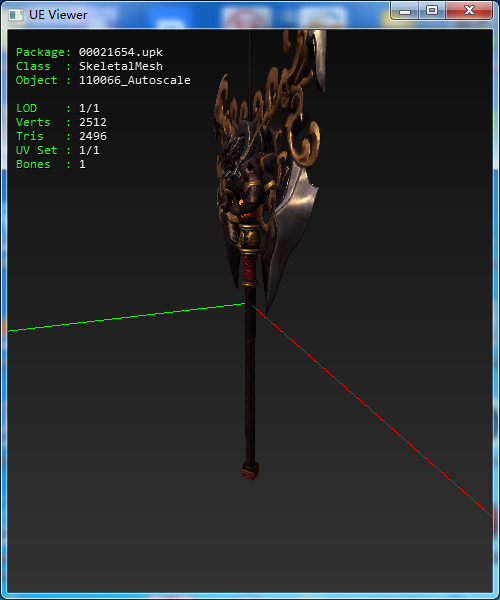 UE Viewer
Package: 00021654.upk
Class  : SkeletalMesh
Object : 110066_Autoscale
LOD    : 1/1
Verts  : 2512
Tris   : 2496
UV Set : 1/1
Bones  : 1